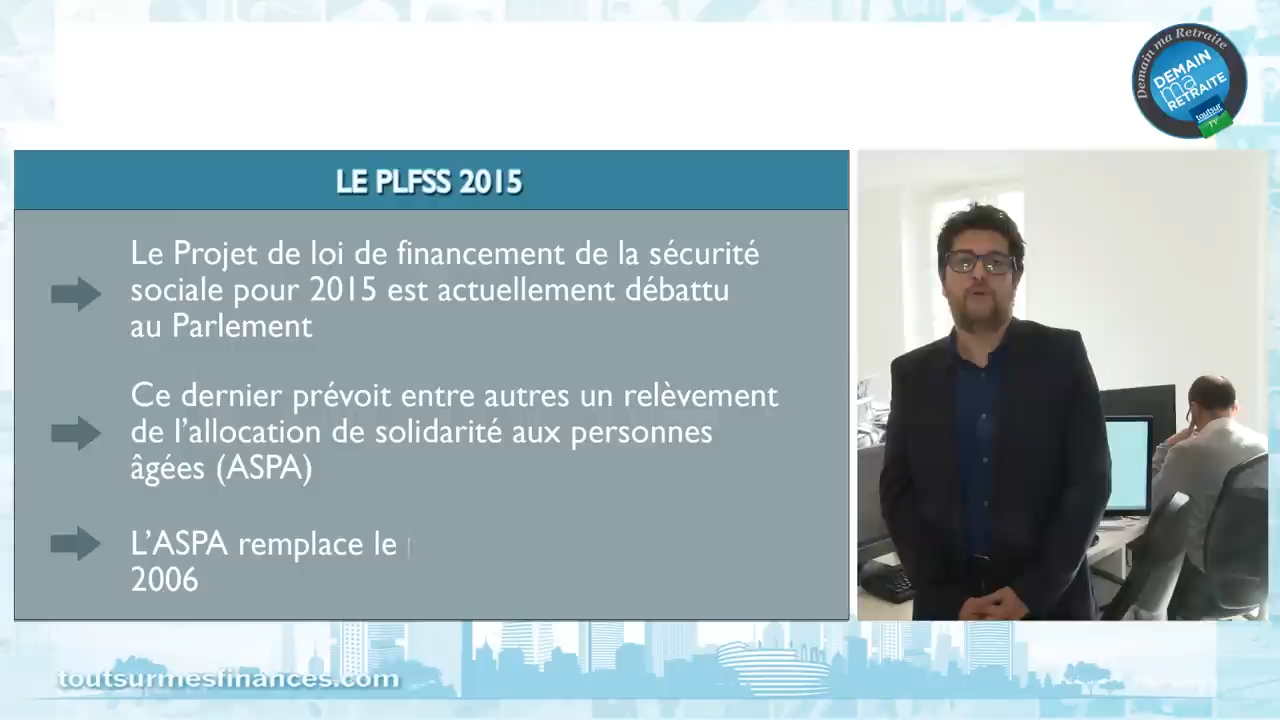 Demain ma Retraite
DEMAIN
ma
RETRAITE
toutsur
TV
LE PLFSS 2015
Le Projet de loi de financement de la sécurité
sociale pour 2015 est actuellement débattu
au Parlement
Ce dernier prévoit entre autres un relèvement
de l’allocation de solidarité aux personnes
âgées (ASPA)
L’ASPA remplace le
2006
toutsurmesfinances.com